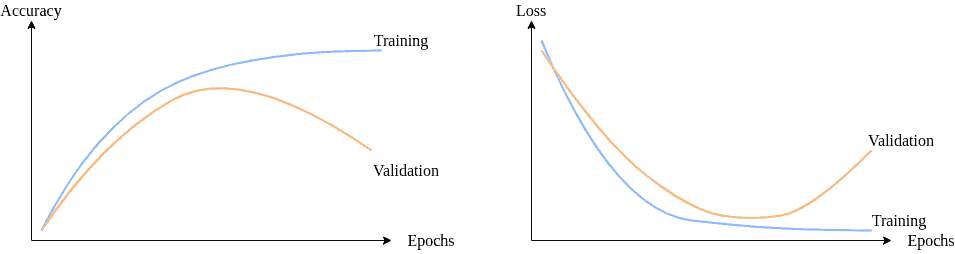 Accuracy
Training
Validation
Epochs
Loss
Validation
Training
Epochs